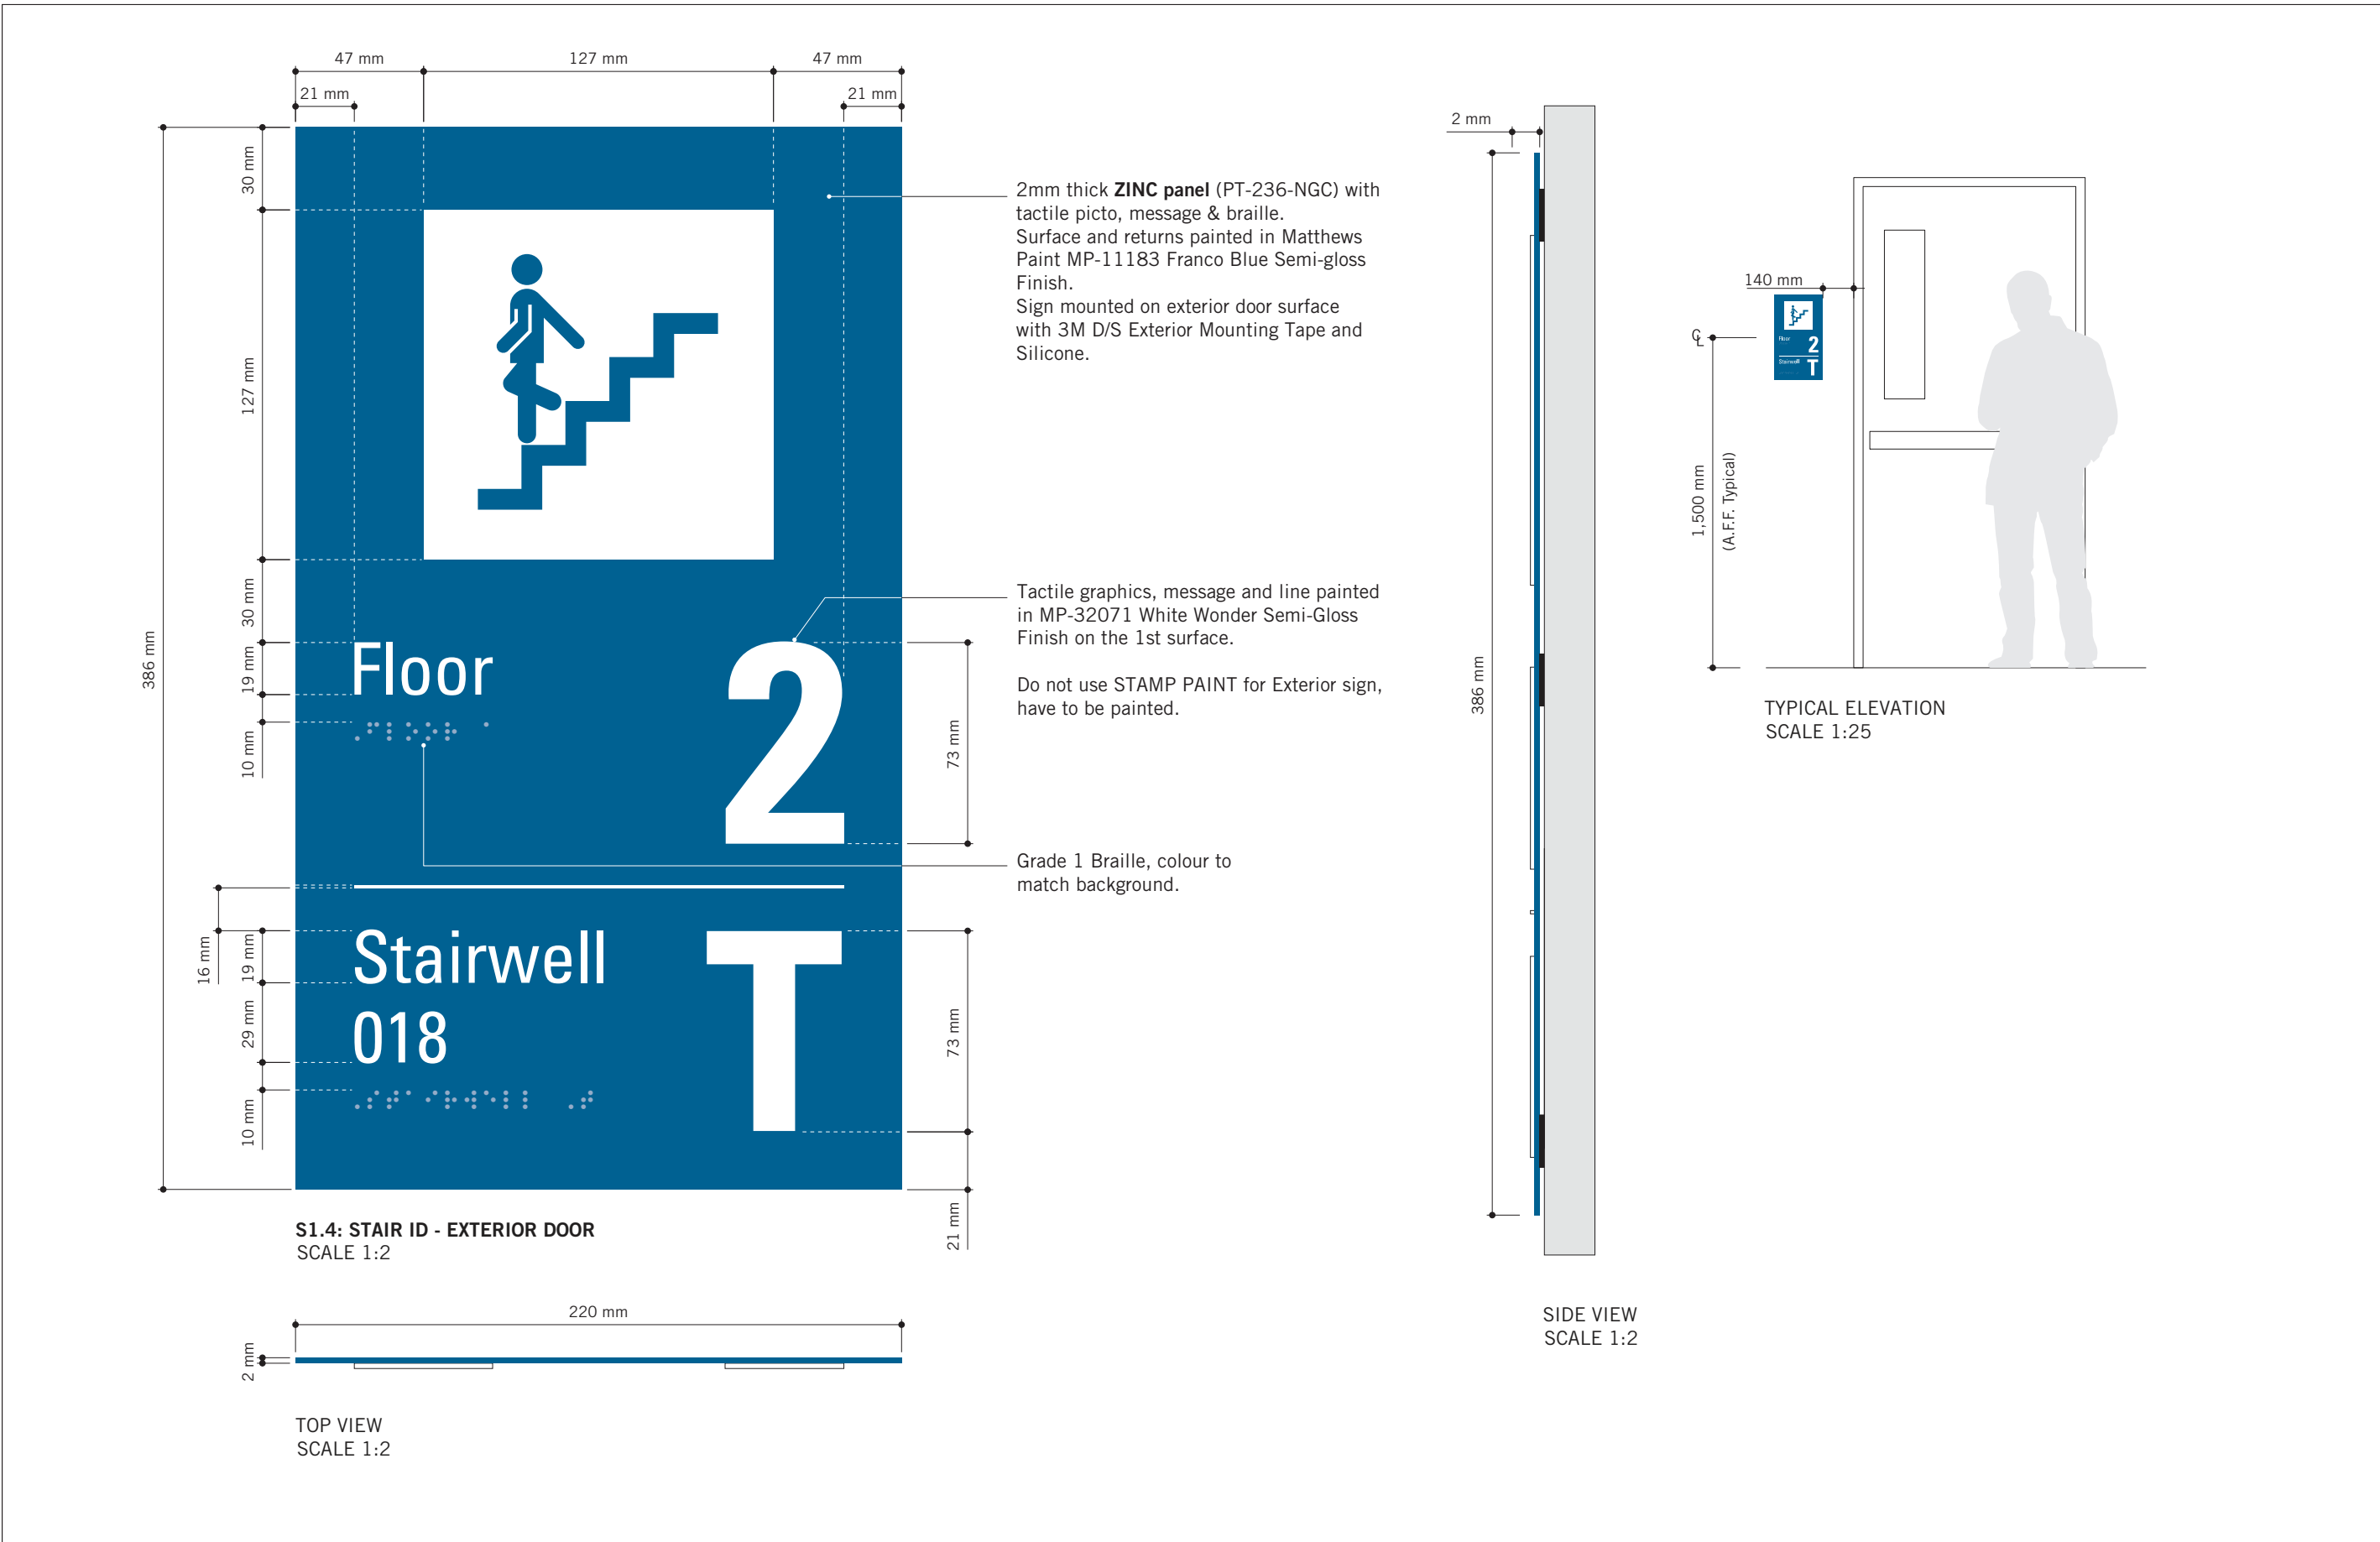 47 mm
127 mm
47 mm
21 mm
21 mm
30 mm
127 mm
30 mm
19 mm
10 mm
386 mm
16 mm
19 mm
29 mm
10 mm
Floor
2
⠠⠋⠇⠕⠕⠗ ⠁
Stairwell
018
T
73 mm
73 mm
21 mm
2mm thick ZINC panel (PT-236-NGC) with
tactile picto, message & braille.
Surface and returns painted in Matthews
Paint MP-11183 Franco Blue Semi-gloss
Finish.
Sign mounted on exterior door surface
with 3M D/S Exterior Mounting Tape and
Silicone.
Tactile graphics, message and line painted
in MP-32071 White Wonder Semi-Gloss
Finish on the 1st surface.
Do not use STAMP PAINT for Exterior sign,
have to be painted.
Grade 1 Braille, colour to
match background.
S1.4: STAIR ID - EXTERIOR DOOR
SCALE 1:2
220 mm
2 mm
TOP VIEW
SCALE 1:2
2 mm
386 mm
SIDE VIEW
SCALE 1:2
140 mm
CL
Floor
2
Stairwell
T
1,500 mm
(A.F.F. Typical)
TYPICAL ELEVATION
SCALE 1:25